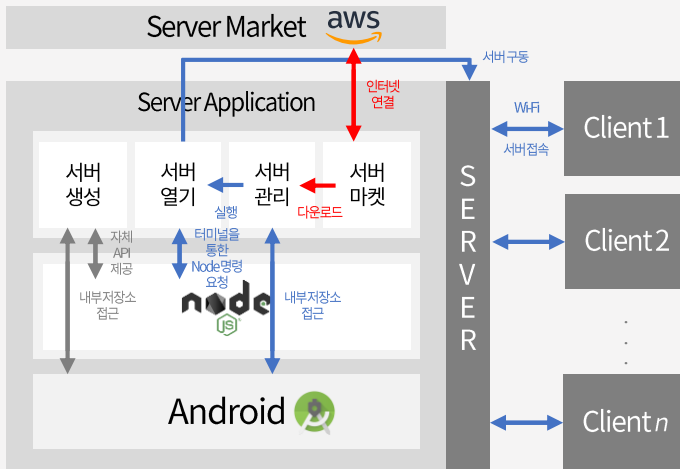 Server Market
aws
서버 구동
Server Application
인터넷
연결
서버
생성
서버
열기
서버
관리
서버
마켓
실행
다운로드
자체
API
제공
터미널을
통한
Node명령
요청
내부저장소
접근
node
JS
내부저장소
접근
Android
S
E
R
V
E
R
Wi-Fi
서버 접속
Client 1
Client 2
.
.
.
Client n